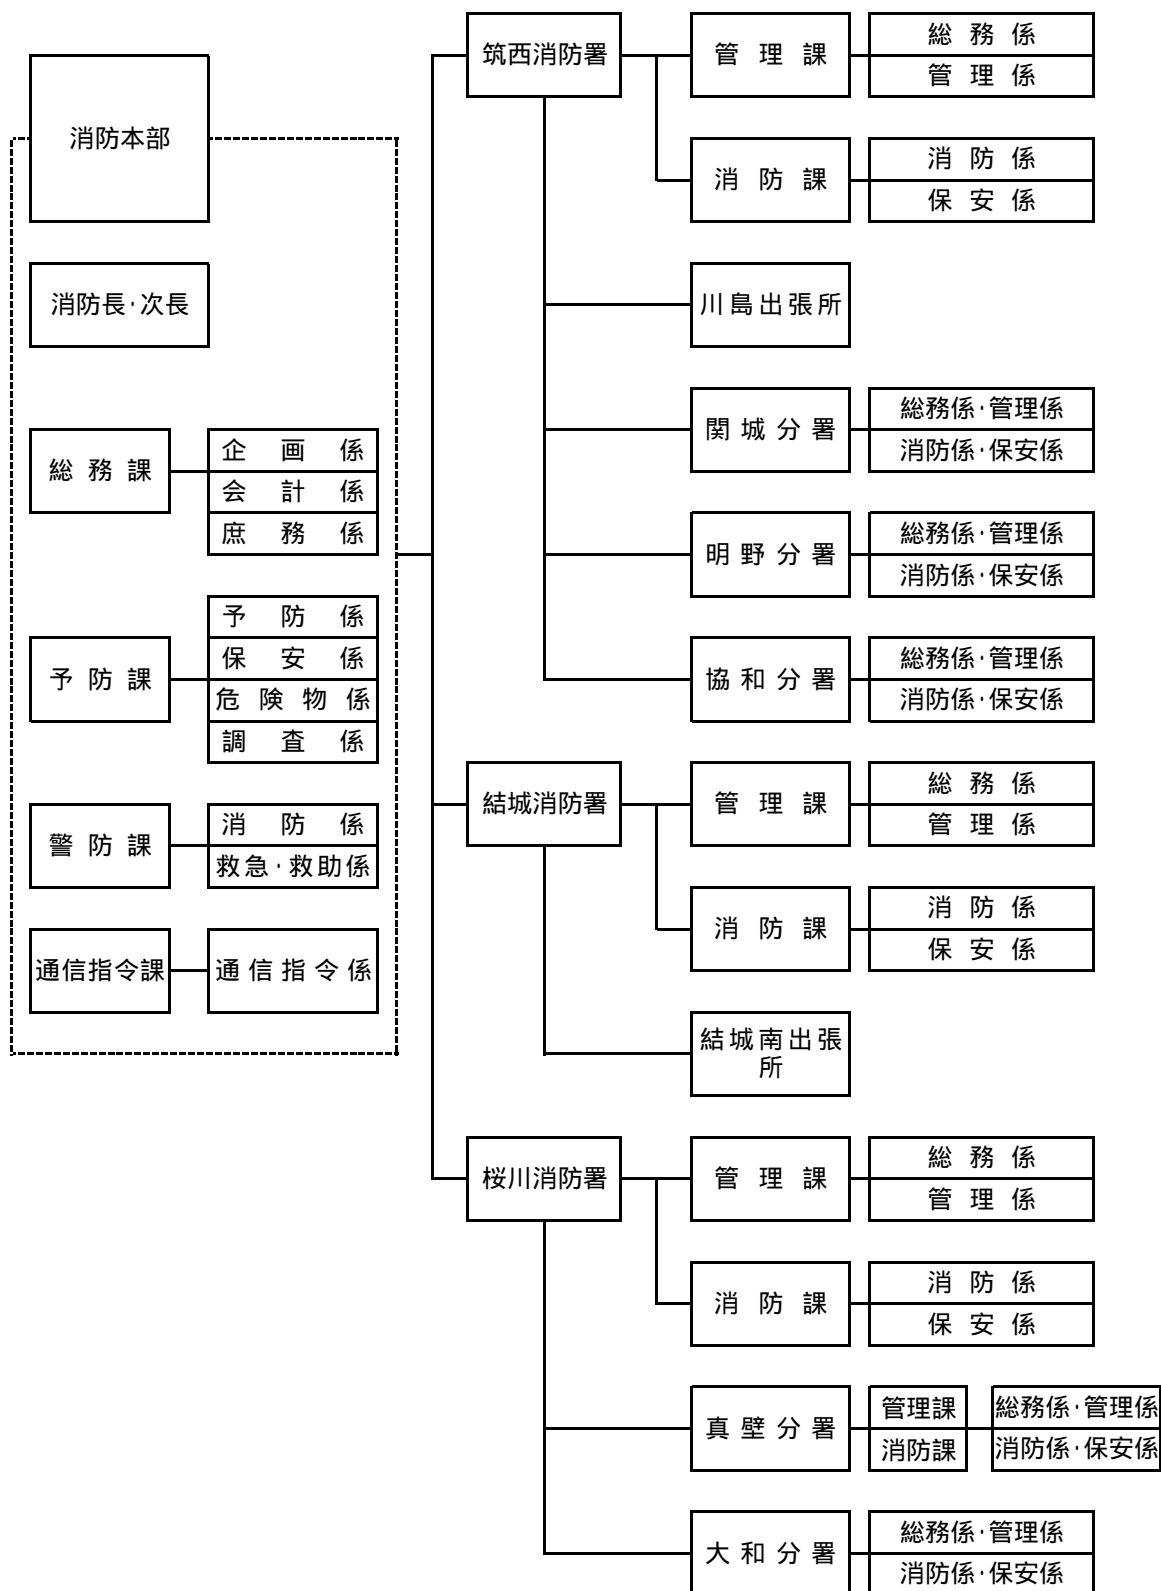 消防本部
消防長・次長
総務課
企画係
会計係
庶務係
予防課
予防係
保安係
危険物係
調査係
警防課
消防係
救急・救助係
通信指令課
通信指令係
筑西消防署
管理課
総務係
管理係
消防課
消防係
保安係
川島出張所
関城分署
総務係・管理係
消防係・保安係
明野分署
総務係・管理係
消防係・保安係
協和分署
総務係・管理係
消防係・保安係
結城消防署
管理課
総務係
管理係
消防課
消防係
保安係
結城南出張
所
桜川消防署
管理課
総務係
管理係
消防課
消防係
保安係
真壁分署
管理課
消防課
総務係・管理係
消防係・保安係
大和分署
総務係・管理係
消防係・保安係